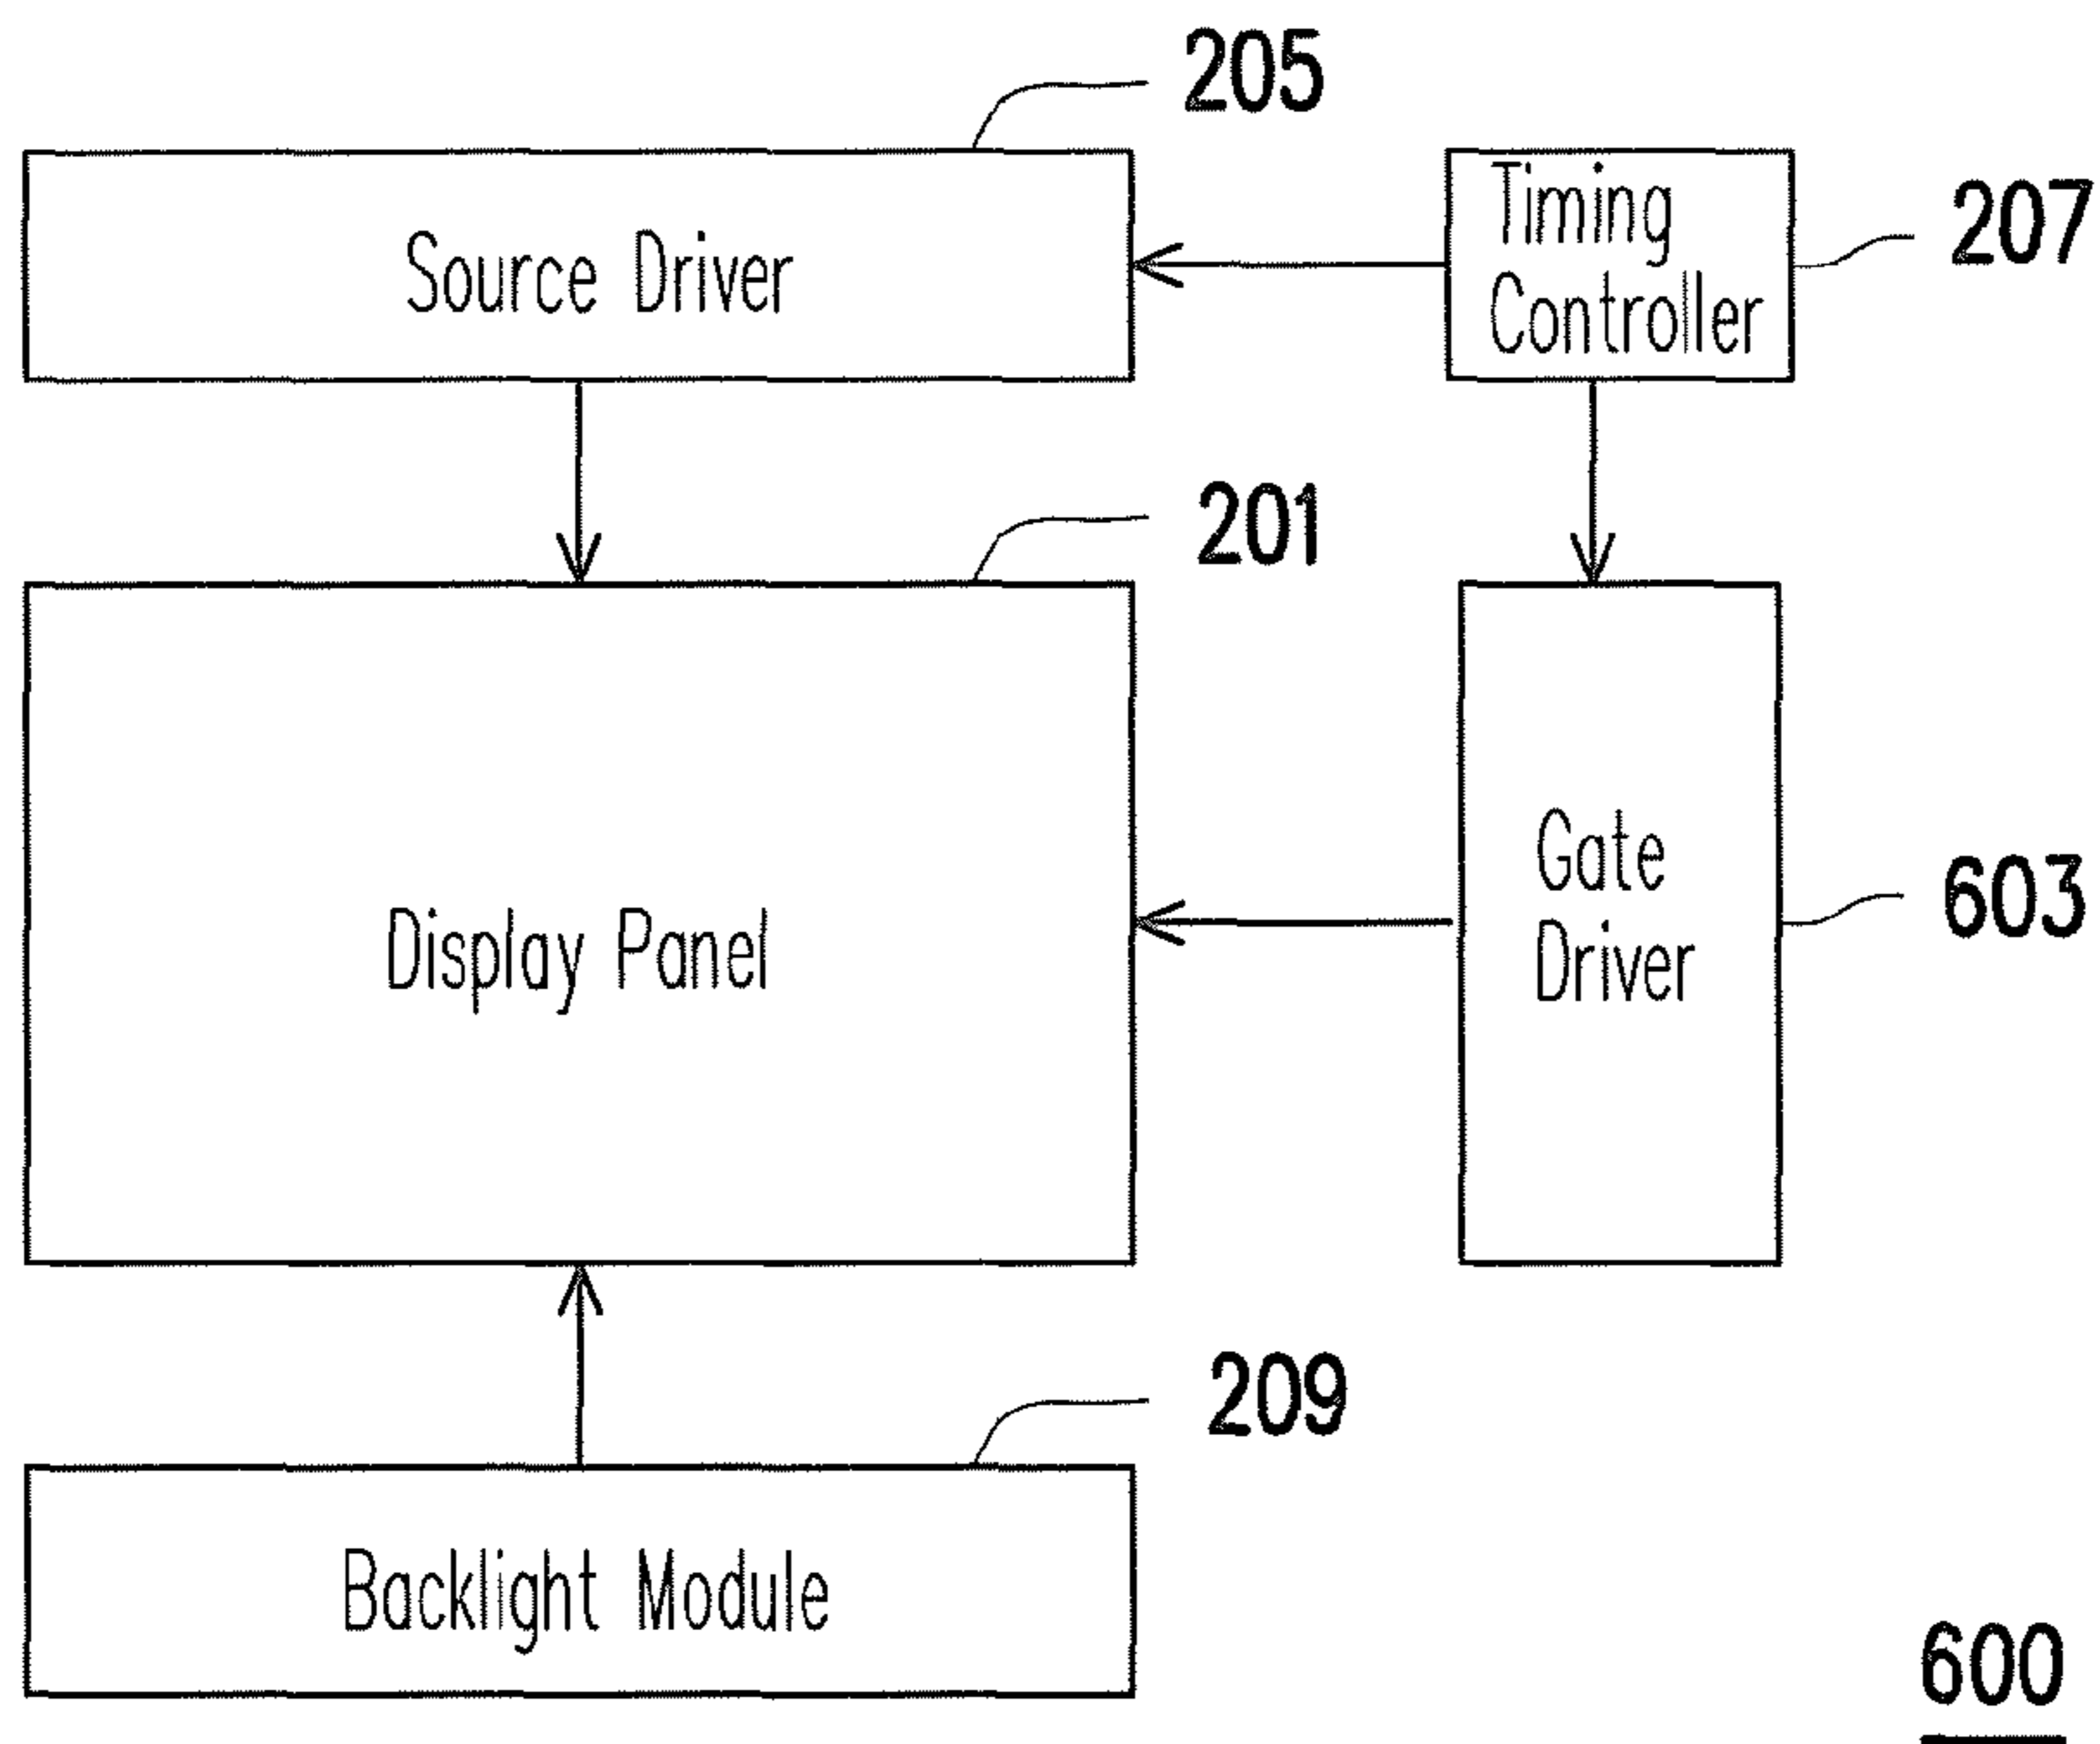 205
Source Driver
Timing
Controller
207
201
Display Panel
Gate
Driver
603
209
Backlight Module
600